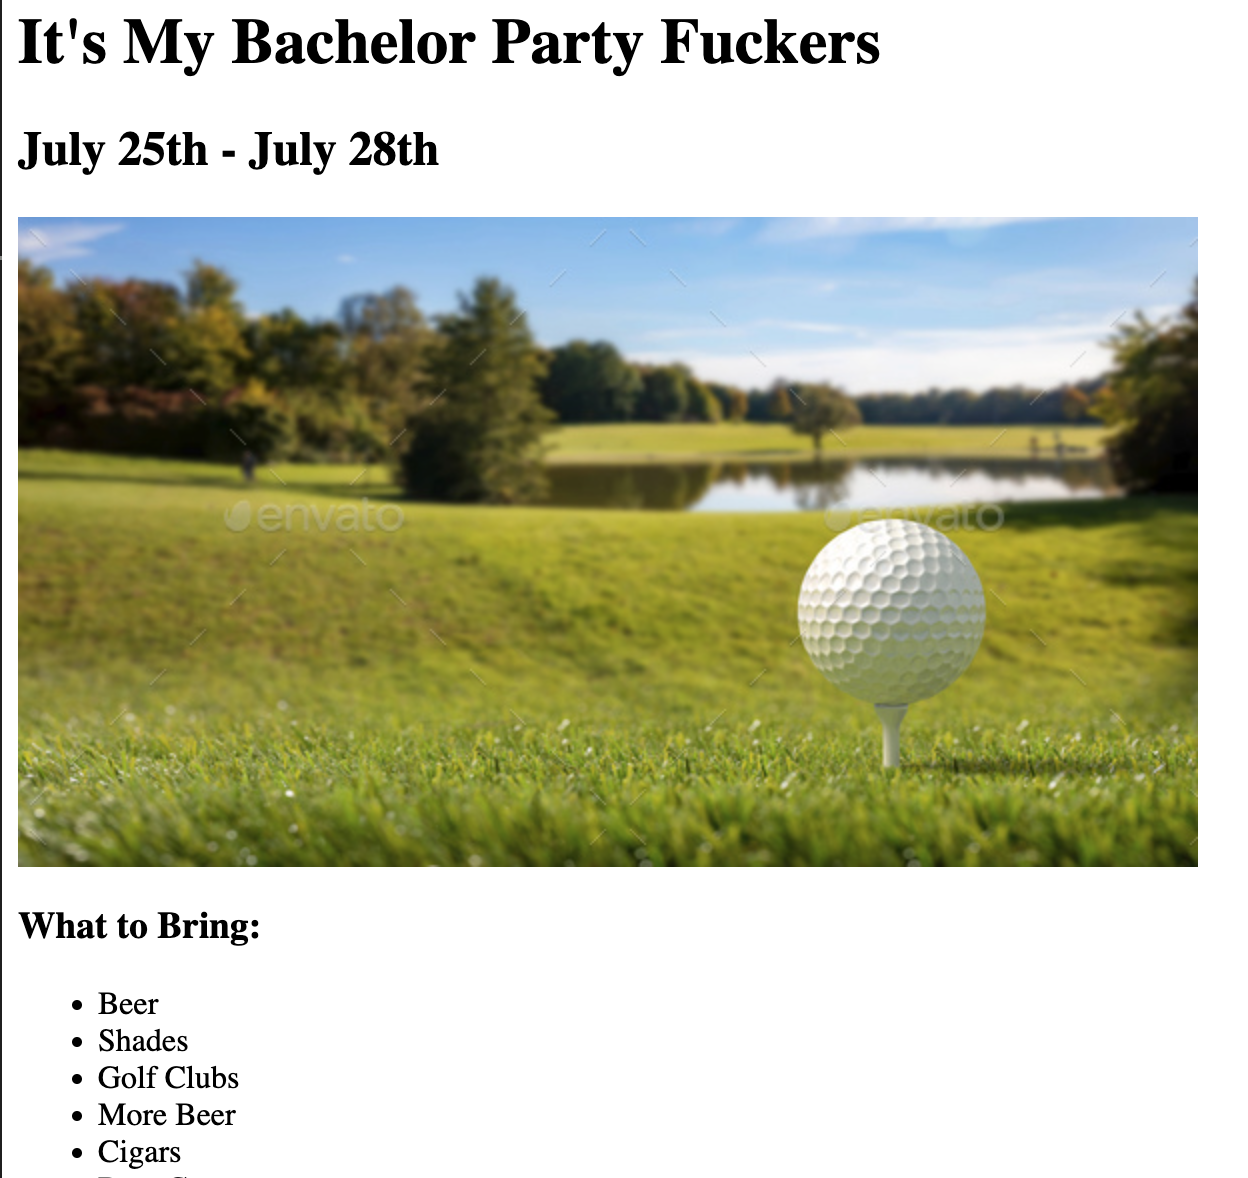 It's My Bachelor Party Fuckers
July 25th - July 28th
envato
envato
What to Bring:
Beer
Shades
Golf Clubs
More Beer
Cigars